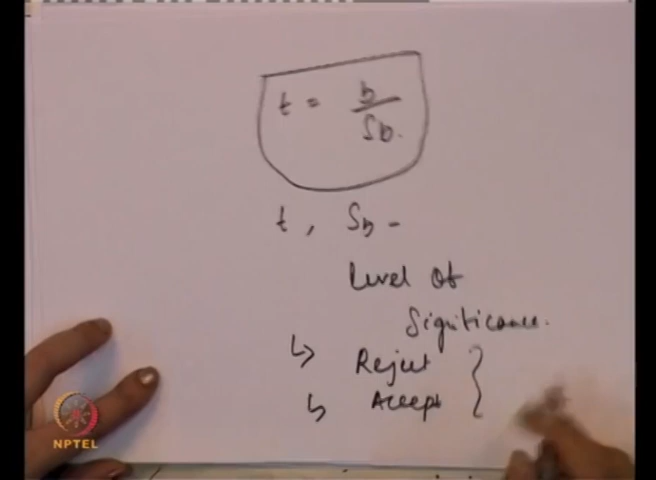 t = b
Sb.
t, Sb -
Level of
Significance.
↳ Reject
↳ Accept
NPTEL